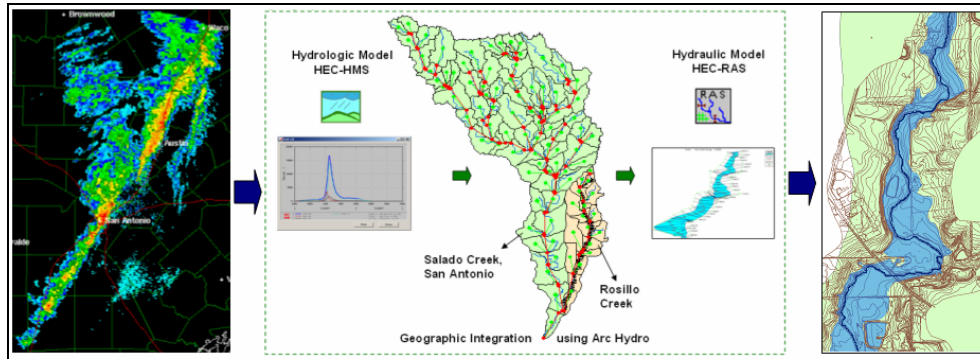 Brownwood
Waco
Austin
San Antonio
valde
Hydrologic Model
HEC-HMS
Hydraulic Model
HEC-RAS
RAS
Salado Creek,
San Antonio
Rosillo
Creek
Geographic Integration using Arc Hydro